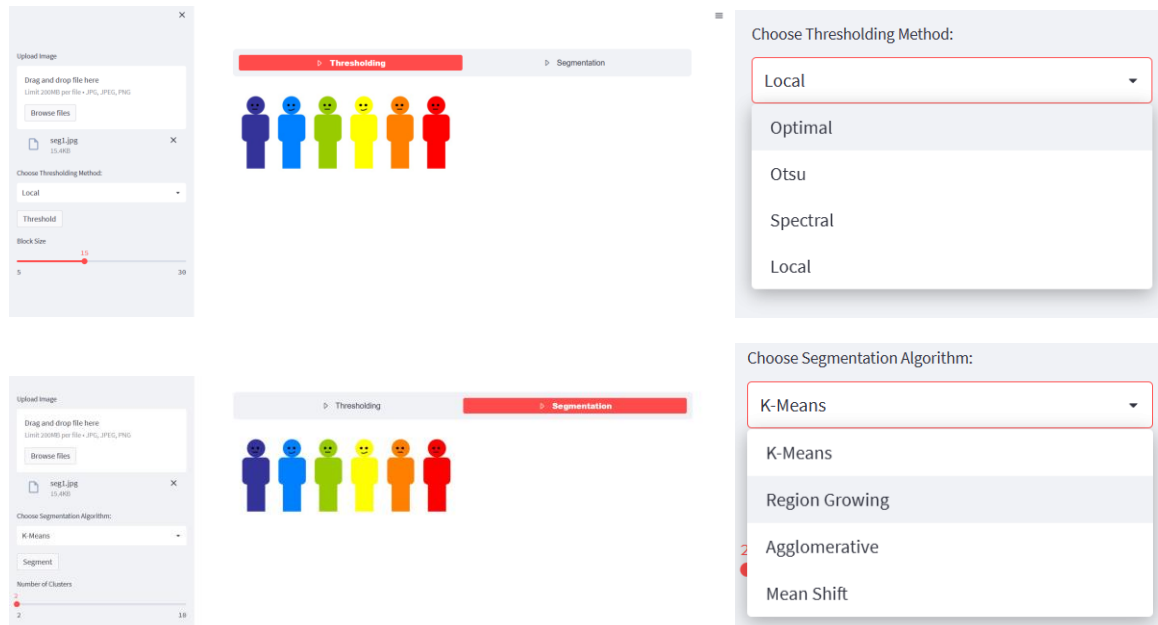 Upload Image
Drag and drop file here
Limit 200MB per file • JPG, JPEG, PNG
Browse files
seg1.jpg
15.4KB
Choose Thresholding Method:
Local
Threshold
Block Size
15
5 30
Thresholding Segmentation
Choose Thresholding Method:
Local
Optimal
Otsu
Spectral
Local
Upload Image
Drag and drop file here
Limit 200MB per file • JPG, JPEG, PNG
Browse files
seg1.jpg
15.4KB
Choose Segmentation Algorithm:
K-Means
Segment
Number of Clusters
2
2 10
Thresholding Segmentation
Choose Segmentation Algorithm:
K-Means
K-Means
Region Growing
Agglomerative
Mean Shift
2